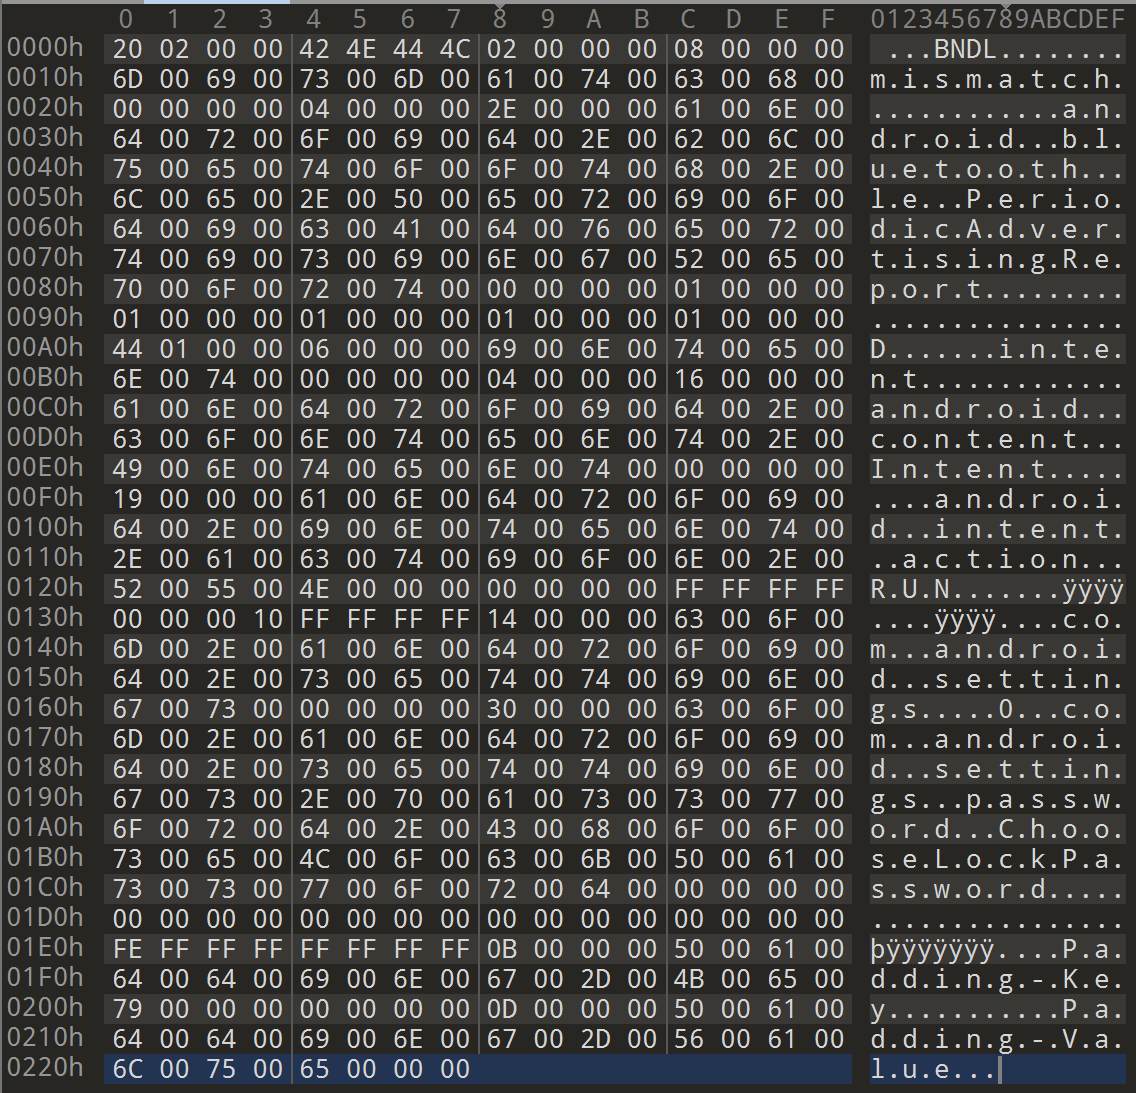 0 1 2 3 4 5 6 7 8 9 A B C D E F 0123456789ABCDEF
0000h 20 02 00 00 42 4E 44 4C 02 00 00 00 08 00 00 00  ...BNDL........
0010h 6D 00 69 00 73 00 6D 00 61 00 74 00 63 00 68 00 m.i.s.m.a.t.c.h.
0020h 00 00 00 00 04 00 00 00 2E 00 00 00 61 00 6E 00 ............a.n.
0030h 64 00 72 00 6F 00 69 00 64 00 2E 00 62 00 6C 00 d.r.o.i.d...b.l.
0040h 75 00 65 00 74 00 6F 00 6F 00 74 00 68 00 2E 00 u.e.t.o.o.t.h...
0050h 6C 00 65 00 2E 00 50 00 65 00 72 00 69 00 6F 00 l.e...P.e.r.i.o.
0060h 64 00 69 00 63 00 41 00 64 00 76 00 65 00 72 00 d.i.c.A.d.v.e.r.
0070h 74 00 69 00 73 00 69 00 6E 00 67 00 52 00 65 00 t.i.s.i.n.g.R.e.
0080h 70 00 6F 00 72 00 74 00 00 00 00 00 01 00 00 00 p.o.r.t.........
0090h 01 00 00 00 01 00 00 00 01 00 00 00 01 00 00 00 ................
00A0h 44 01 00 00 06 00 00 00 69 00 6E 00 74 00 65 00 D.......i.n.t.e.
00B0h 6E 00 74 00 00 00 00 00 04 00 00 00 16 00 00 00 n.t.............
00C0h 61 00 6E 00 64 00 72 00 6F 00 69 00 64 00 2E 00 a.n.d.r.o.i.d...
00D0h 63 00 6F 00 6E 00 74 00 65 00 6E 00 74 00 2E 00 c.o.n.t.e.n.t...
00E0h 49 00 6E 00 74 00 65 00 6E 00 74 00 00 00 00 00 I.n.t.e.n.t.....
00F0h 19 00 00 00 61 00 6E 00 64 00 72 00 6F 00 69 00 ....a.n.d.r.o.i.
0100h 64 00 2E 00 69 00 6E 00 74 00 65 00 6E 00 74 00 d...i.n.t.e.n.t.
0110h 2E 00 61 00 63 00 74 00 69 00 6F 00 6E 00 2E 00 ..a.c.t.i.o.n...
0120h 52 00 55 00 4E 00 00 00 00 00 00 00 FF FF FF FF R.U.N.......ÿÿÿÿ
0130h 00 00 00 10 FF FF FF FF 14 00 00 00 63 00 6F 00 ....ÿÿÿÿ....c.o.
0140h 6D 00 2E 00 61 00 6E 00 64 00 72 00 6F 00 69 00 m...a.n.d.r.o.i.
0150h 64 00 2E 00 73 00 65 00 74 00 74 00 69 00 6E 00 d...s.e.t.t.i.n.
0160h 67 00 73 00 00 00 00 00 30 00 00 00 63 00 6F 00 g.s.....0...c.o.
0170h 6D 00 2E 00 61 00 6E 00 64 00 72 00 6F 00 69 00 m...a.n.d.r.o.i.
0180h 64 00 2E 00 73 00 65 00 74 00 74 00 69 00 6E 00 d...s.e.t.t.i.n.
0190h 67 00 73 00 2E 00 70 00 61 00 73 00 73 00 77 00 g.s...p.a.s.s.w.
01A0h 6F 00 72 00 64 00 2E 00 43 00 68 00 6F 00 6F 00 o.r.d...C.h.o.o.
01B0h 73 00 65 00 4C 00 6F 00 63 00 6B 00 50 00 61 00 s.e.L.o.c.k.P.a.
01C0h 73 00 73 00 77 00 6F 00 72 00 64 00 00 00 00 00 s.s.w.o.r.d.....
01D0h 00 00 00 00 00 00 00 00 00 00 00 00 00 00 00 00 ................
01E0h FE FF FF FF FF FF FF FF 0B 00 00 00 50 00 61 00 þÿÿÿÿÿÿÿ....P.a.
01F0h 64 00 64 00 69 00 6E 00 67 00 2D 00 4B 00 65 00 d.d.i.n.g.-.K.e.
0200h 79 00 00 00 00 00 00 00 0D 00 00 00 50 00 61 00 y...........P.a.
0210h 64 00 64 00 69 00 6E 00 67 00 2D 00 56 00 61 00 d.d.i.n.g.-.V.a.
0220h 6C 00 75 00 65 00 00 00 l.u.e...